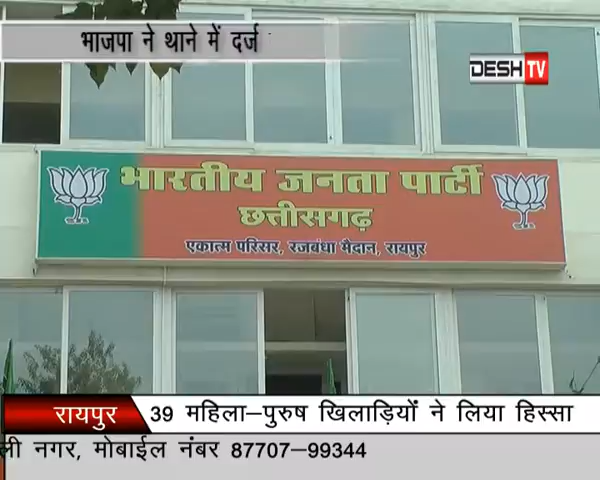 भाजपा ने थाने में दर्ज
DESH TV
भारतीय जनता पार्टी
छत्तीसगढ़
एकात्म परिसर, रजबंधा मैदान, रायपुर
रायपुर
39 महिला–पुरुष खिलाड़ियों ने लिया हिस्सा
नगर, मोबाईल नंबर 87707-99344